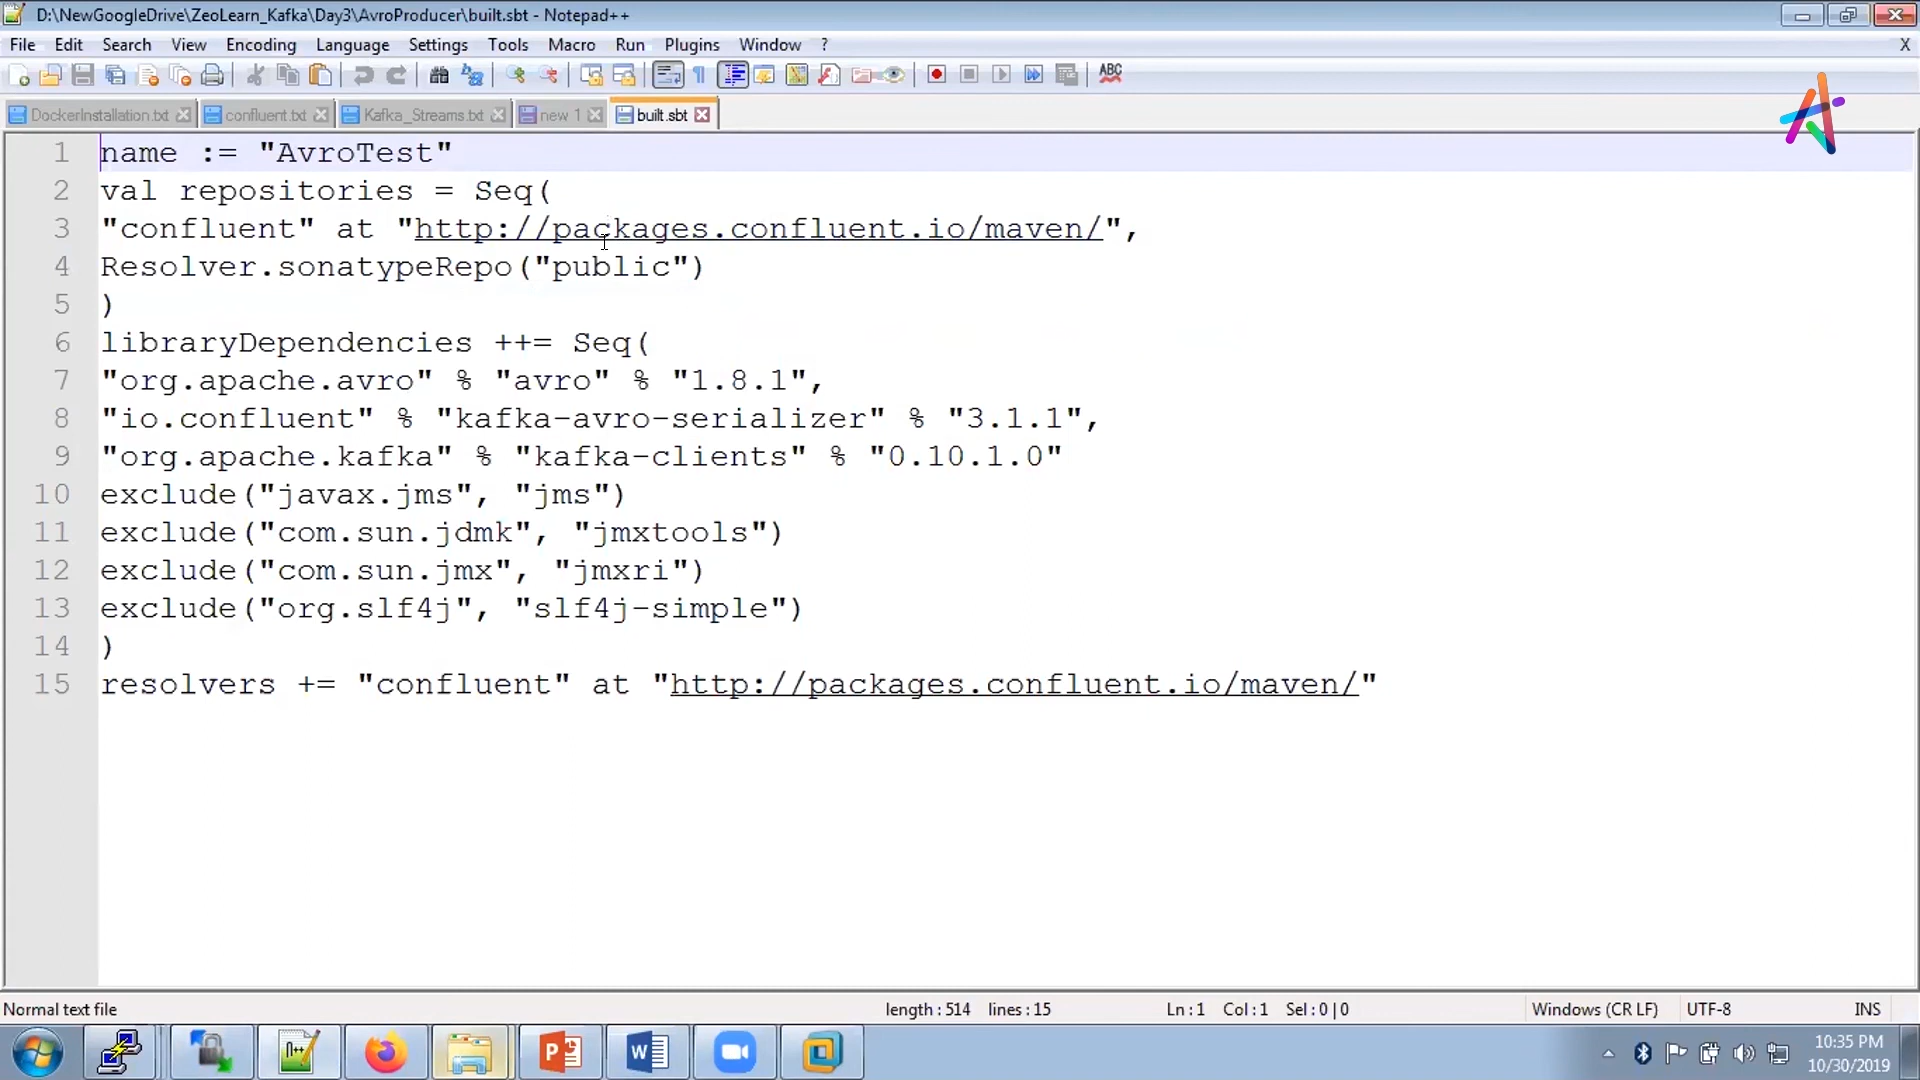 D:\NewGoogleDrive\ZeoLearn_Kafka\Day3\AvroProducer\built.sbt - Notepad++
File Edit Search View Encoding Language Settings Tools Macro Run Plugins Window ? X
ABC
DockerInstallation.txt confluent.txt Kafka_Streams.txt new 1 built.sbt
1 name := "AvroTest"
2 val repositories = Seq(
3 "confluent" at "http://packages.confluent.io/maven/",
4 Resolver.sonatypeRepo("public")
5 )
6 libraryDependencies ++= Seq(
7 "org.apache.avro" % "avro" % "1.8.1",
8 "io.confluent" % "kafka-avro-serializer" % "3.1.1",
9 "org.apache.kafka" % "kafka-clients" % "0.10.1.0"
10 exclude("javax.jms", "jms")
11 exclude("com.sun.jdmk", "jmxtools")
12 exclude("com.sun.jmx", "jmxri")
13 exclude("org.slf4j", "slf4j-simple")
14 )
15 resolvers += "confluent" at "http://packages.confluent.io/maven/"
Normal text file length : 514 lines : 15 Ln : 1 Col : 1 Sel : 0 | 0 Windows (CR LF) UTF-8 INS
10:35 PM
10/30/2019